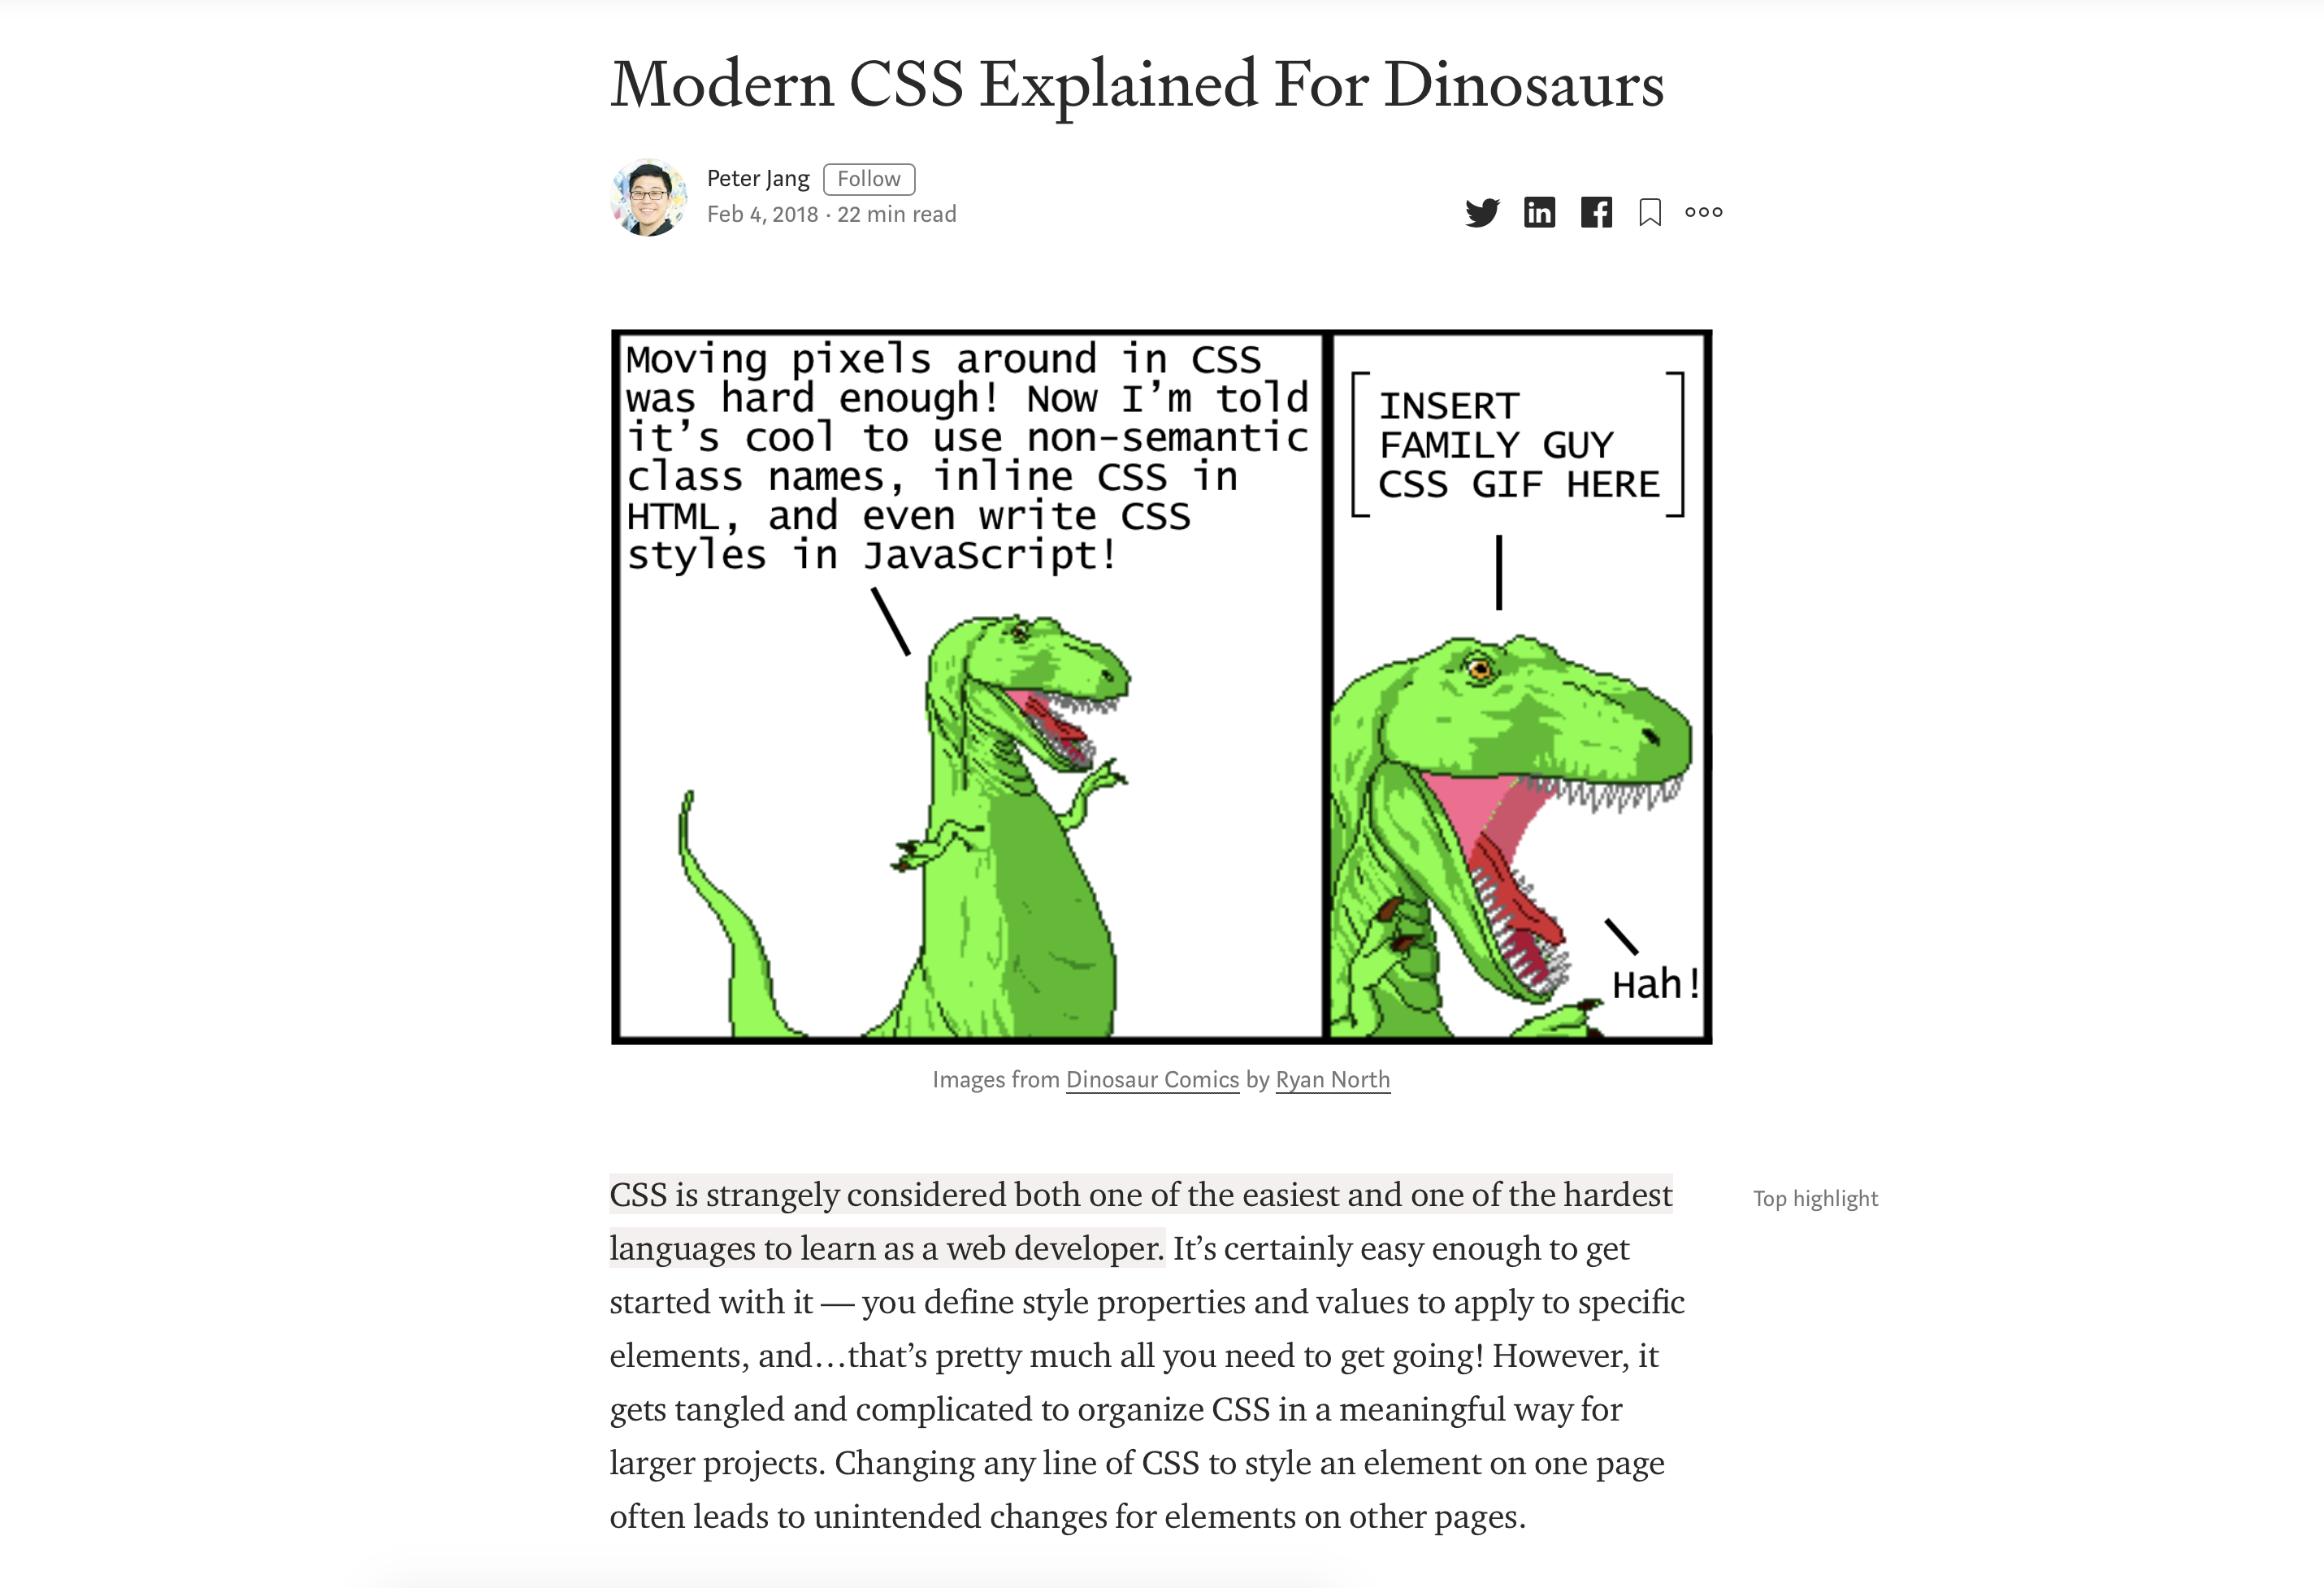 Modern CSS Explained For Dinosaurs
Peter Jang Follow
Feb 4, 2018 · 22 min read
Moving pixels around in CSS
was hard enough! Now I’m told
it’s cool to use non-semantic
class names, inline CSS in
HTML, and even write CSS
styles in JavaScript!
INSERT
FAMILY GUY
CSS GIF HERE
Hah!
Images from Dinosaur Comics by Ryan North
CSS is strangely considered both one of the easiest and one of the hardest
Top highlight
languages to learn as a web developer. It’s certainly easy enough to get
started with it — you define style properties and values to apply to specific
elements, and…that’s pretty much all you need to get going! However, it
gets tangled and complicated to organize CSS in a meaningful way for
larger projects. Changing any line of CSS to style an element on one page
often leads to unintended changes for elements on other pages.